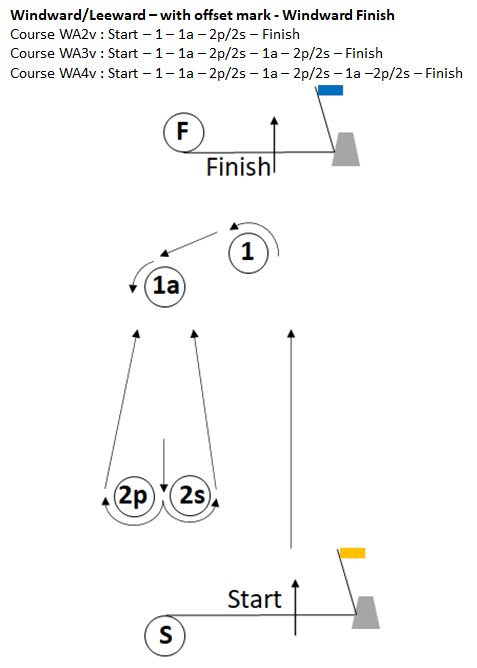 Windward/Leeward – with offset mark - Windward Finish
Course WA2v : Start – 1 – 1a – 2p/2s – Finish
Course WA3v : Start – 1 – 1a – 2p/2s – 1a – 2p/2s – Finish
Course WA4v : Start – 1 – 1a – 2p/2s – 1a – 2p/2s – 1a –2p/2s – Finish
F
Finish
1
1a
2p 2s
Start
S